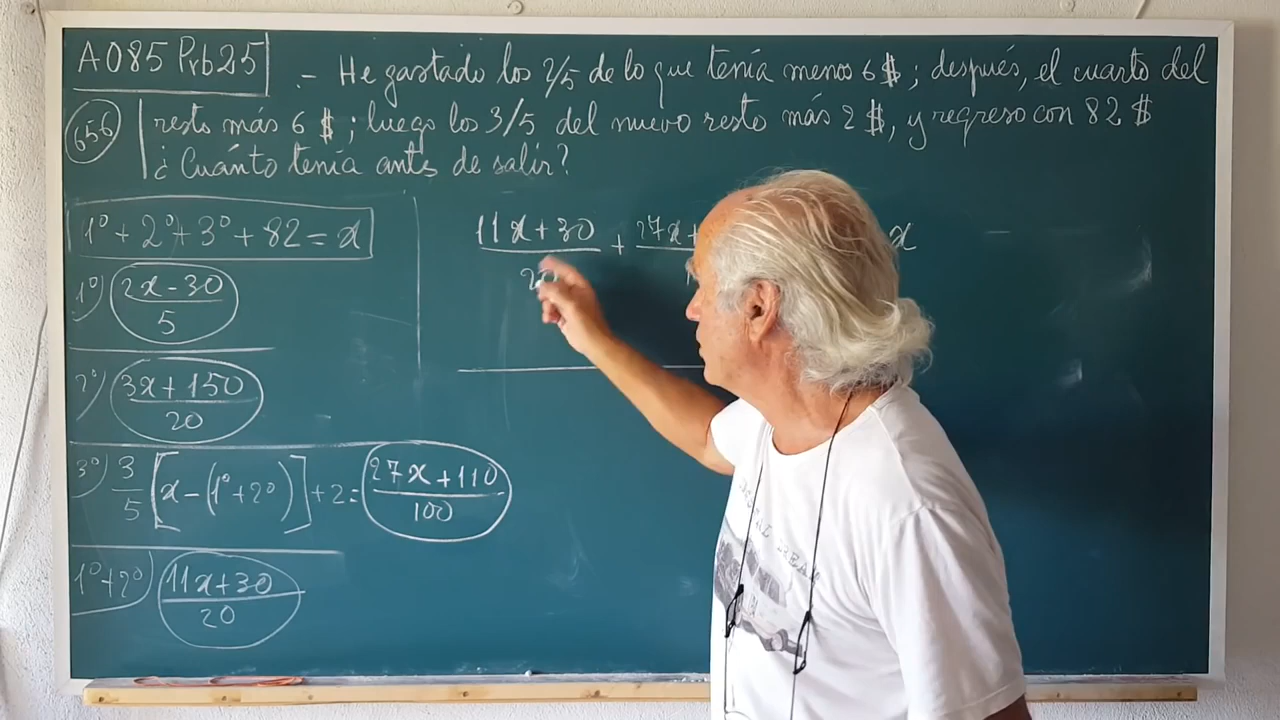 A085 Prb25 .- He gastado los 2/5 de lo que tenía menos 6 $; después, el cuarto del
656 resto más 6 $; luego los 3/5 del nuevo resto más 2 $, y regreso con 82 $
¿Cuánto tenía antes de salir?
1º + 2º + 3º + 82 = x
1º) 2x - 30
5
2º) 3x + 150
20
3º) 3/5 [x - (1º + 2º)] + 2 = 27x + 110
100
1º + 2º) 11x + 30
20
11x + 30 + 27x + x
20